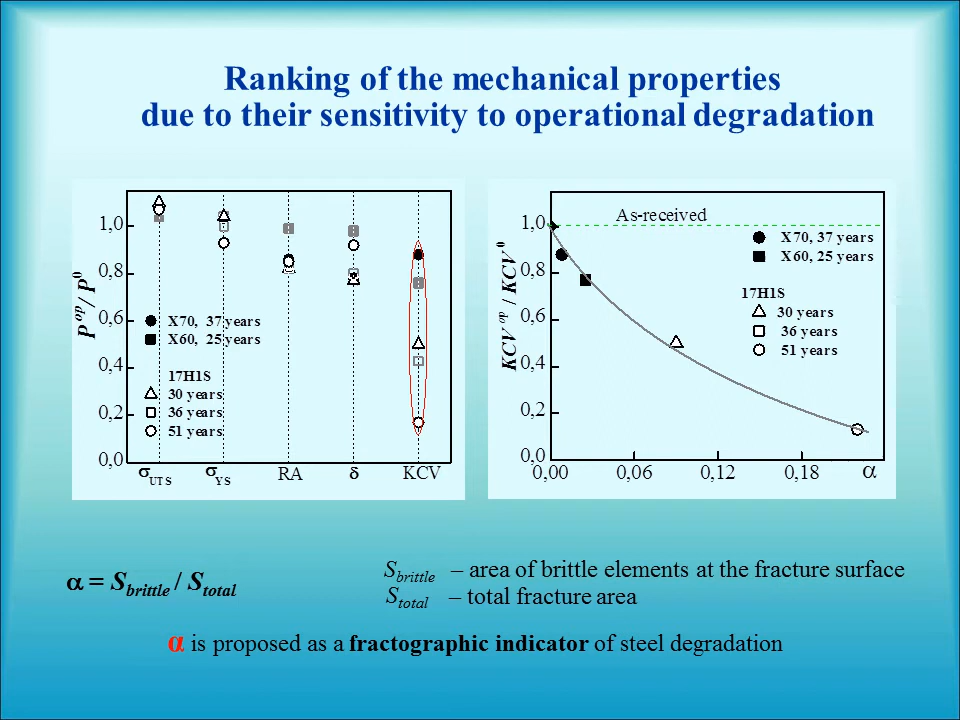 Ranking of the mechanical properties
due to their sensitivity to operational degradation
P op / P0
1,0
0,8
0,6
0,4
0,2
0,0
X70, 37 years
X60, 25 years
17H1S
30 years
36 years
51 years
σUTS σYS RA δ KCV
KCV op / KCV 0
1,0
0,8
0,6
0,4
0,2
0,0
As-received
X70, 37 years
X60, 25 years
17H1S
30 years
36 years
51 years
0,00 0,06 0,12 0,18 α
α = Sbrittle / Stotal
Sbrittle – area of brittle elements at the fracture surface
Stotal – total fracture area
α is proposed as a fractographic indicator of steel degradation